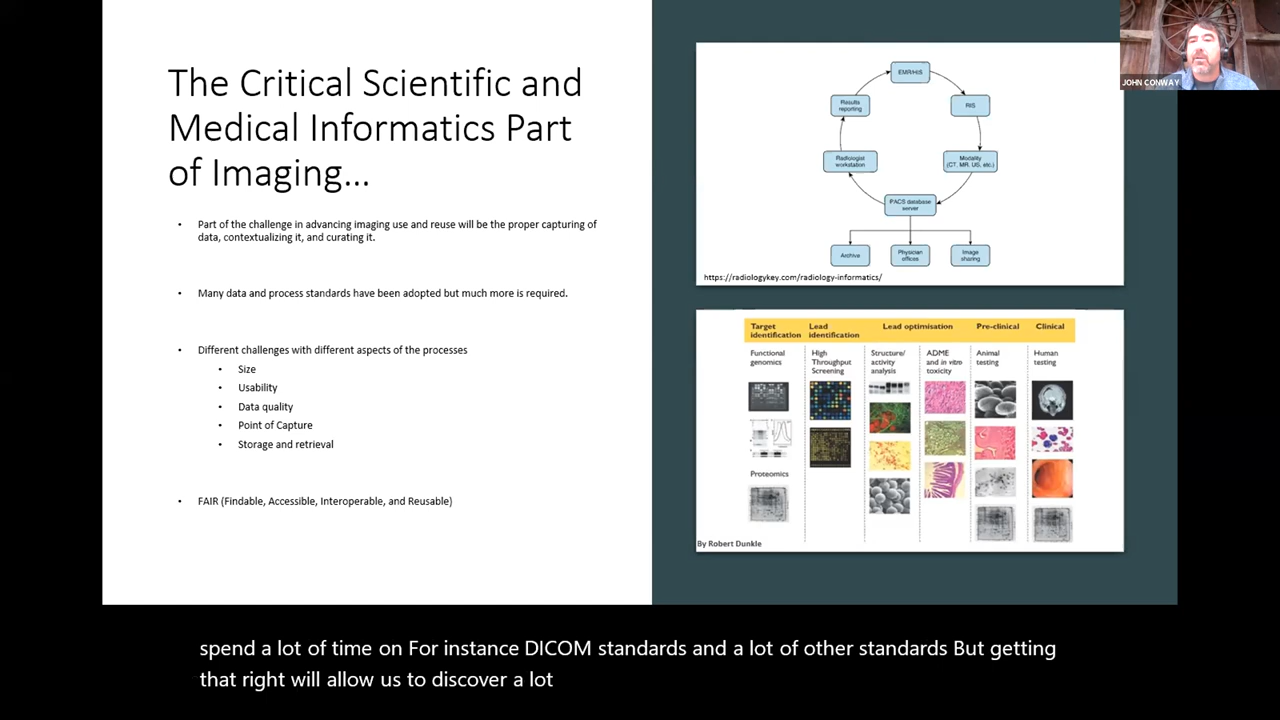 The Critical Scientific and
Medical Informatics Part
of Imaging...
• Part of the challenge in advancing imaging use and reuse will be the proper capturing of
data, contextualizing it, and curating it.
• Many data and process standards have been adopted but much more is required.
• Different challenges with different aspects of the processes
• Size
• Usability
• Data quality
• Point of Capture
• Storage and retrieval
• FAIR (Findable, Accessible, Interoperable, and Reusable)
EMR/HIS
Results
reporting
RIS
Radiologist
workstation
Modality
(CT, MR, US, etc.)
PACS database
server
Archive
Physician
offices
Image
sharing
https://radiologykey.com/radiology-informatics/
JOHN CONWAY
Target
identification
Lead
identification
Lead optimisation
Pre-clinical
Clinical
Functional
genomics
High
Throughput
Screening
Structure/
activity
analysis
ADME
and in vitro
toxicity
Animal
testing
Human
testing
Proteomics
By Robert Dunkle
spend a lot of time on For instance DICOM standards and a lot of other standards But getting
that right will allow us to discover a lot